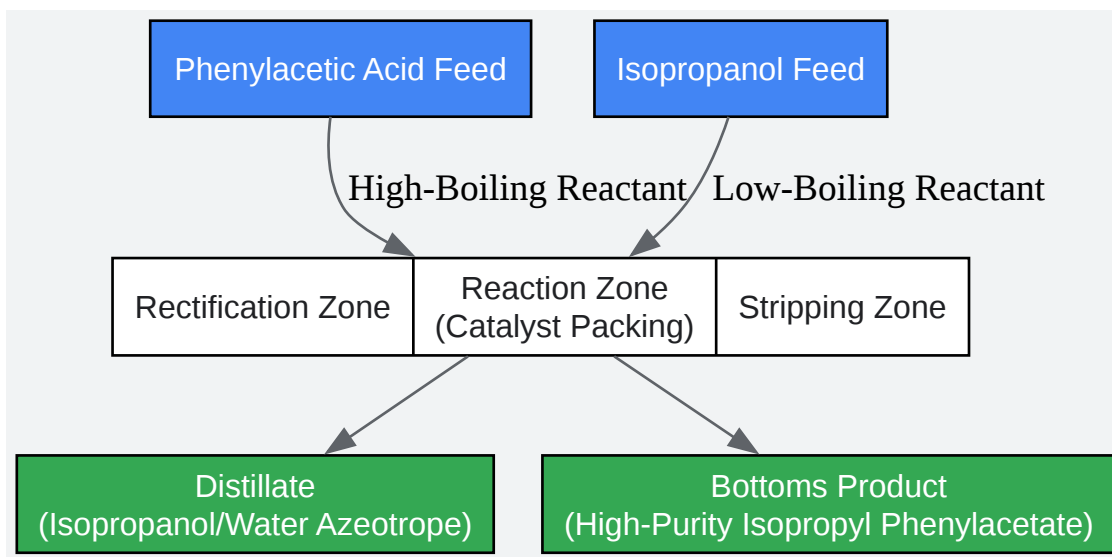 Phenylacetic Acid Feed
Isopropanol Feed
High-Boiling Reactant
Low-Boiling Reactant
Rectification Zone
Reaction Zone
(Catalyst Packing)
Stripping Zone
Distillate
(Isopropanol/Water Azeotrope)
Bottoms Product
(High-Purity Isopropyl Phenylacetate)